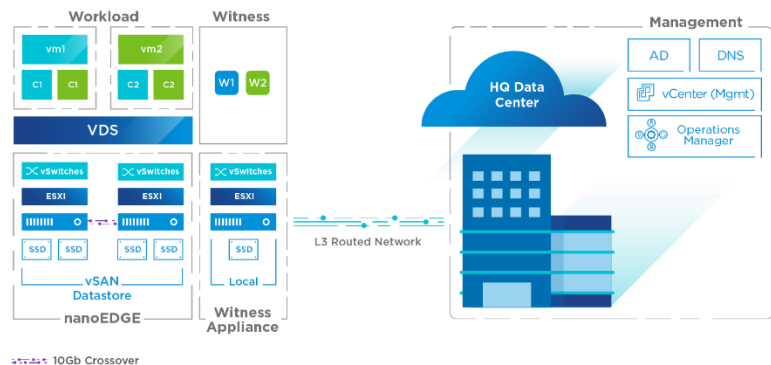 Workload
Witness
Management
vm1
vm2
C1
C1
C2
C2
W1
W2
VDS
vSwitches
vSwitches
vSwitches
ESXI
ESXI
ESXI
SSD
SSD
SSD
SSD
SSD
vSAN
Datastore
Local
nanoEDGE
Witness
Appliance
L3 Routed Network
HQ Data
Center
AD
DNS
vCenter (Mgmt)
Operations
Manager
10Gb Crossover